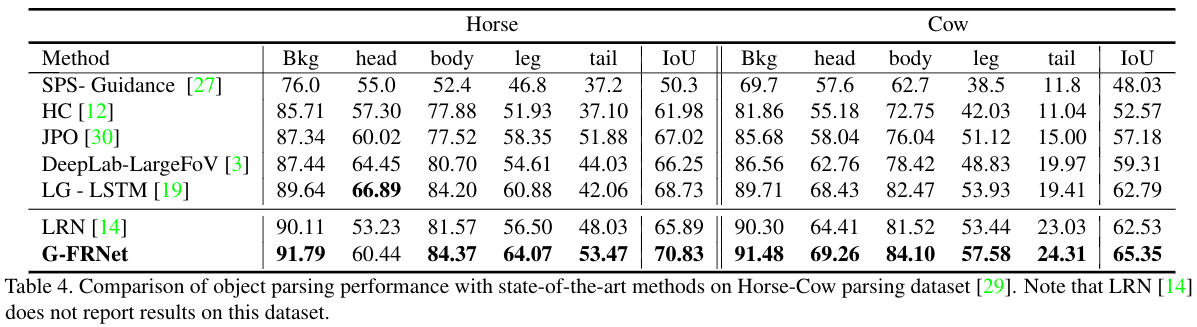 Horse Cow
Method Bkg head body leg tail IoU Bkg head body leg tail IoU
SPS- Guidance [27] 76.0 55.0 52.4 46.8 37.2 50.3 69.7 57.6 62.7 38.5 11.8 48.03
HC [12] 85.71 57.30 77.88 51.93 37.10 61.98 81.86 55.18 72.75 42.03 11.04 52.57
JPO [30] 87.34 60.02 77.52 58.35 51.88 67.02 85.68 58.04 76.04 51.12 15.00 57.18
DeepLab-LargeFoV [3] 87.44 64.45 80.70 54.61 44.03 66.25 86.56 62.76 78.42 48.83 19.97 59.31
LG - LSTM [19] 89.64 66.89 84.20 60.88 42.06 68.73 89.71 68.43 82.47 53.93 19.41 62.79
LRN [14] 90.11 53.23 81.57 56.50 48.03 65.89 90.30 64.41 81.52 53.44 23.03 62.53
G-FRNet 91.79 60.44 84.37 64.07 53.47 70.83 91.48 69.26 84.10 57.58 24.31 65.35
Table 4. Comparison of object parsing performance with state-of-the-art methods on Horse-Cow parsing dataset [29]. Note that LRN [14]
does not report results on this dataset.